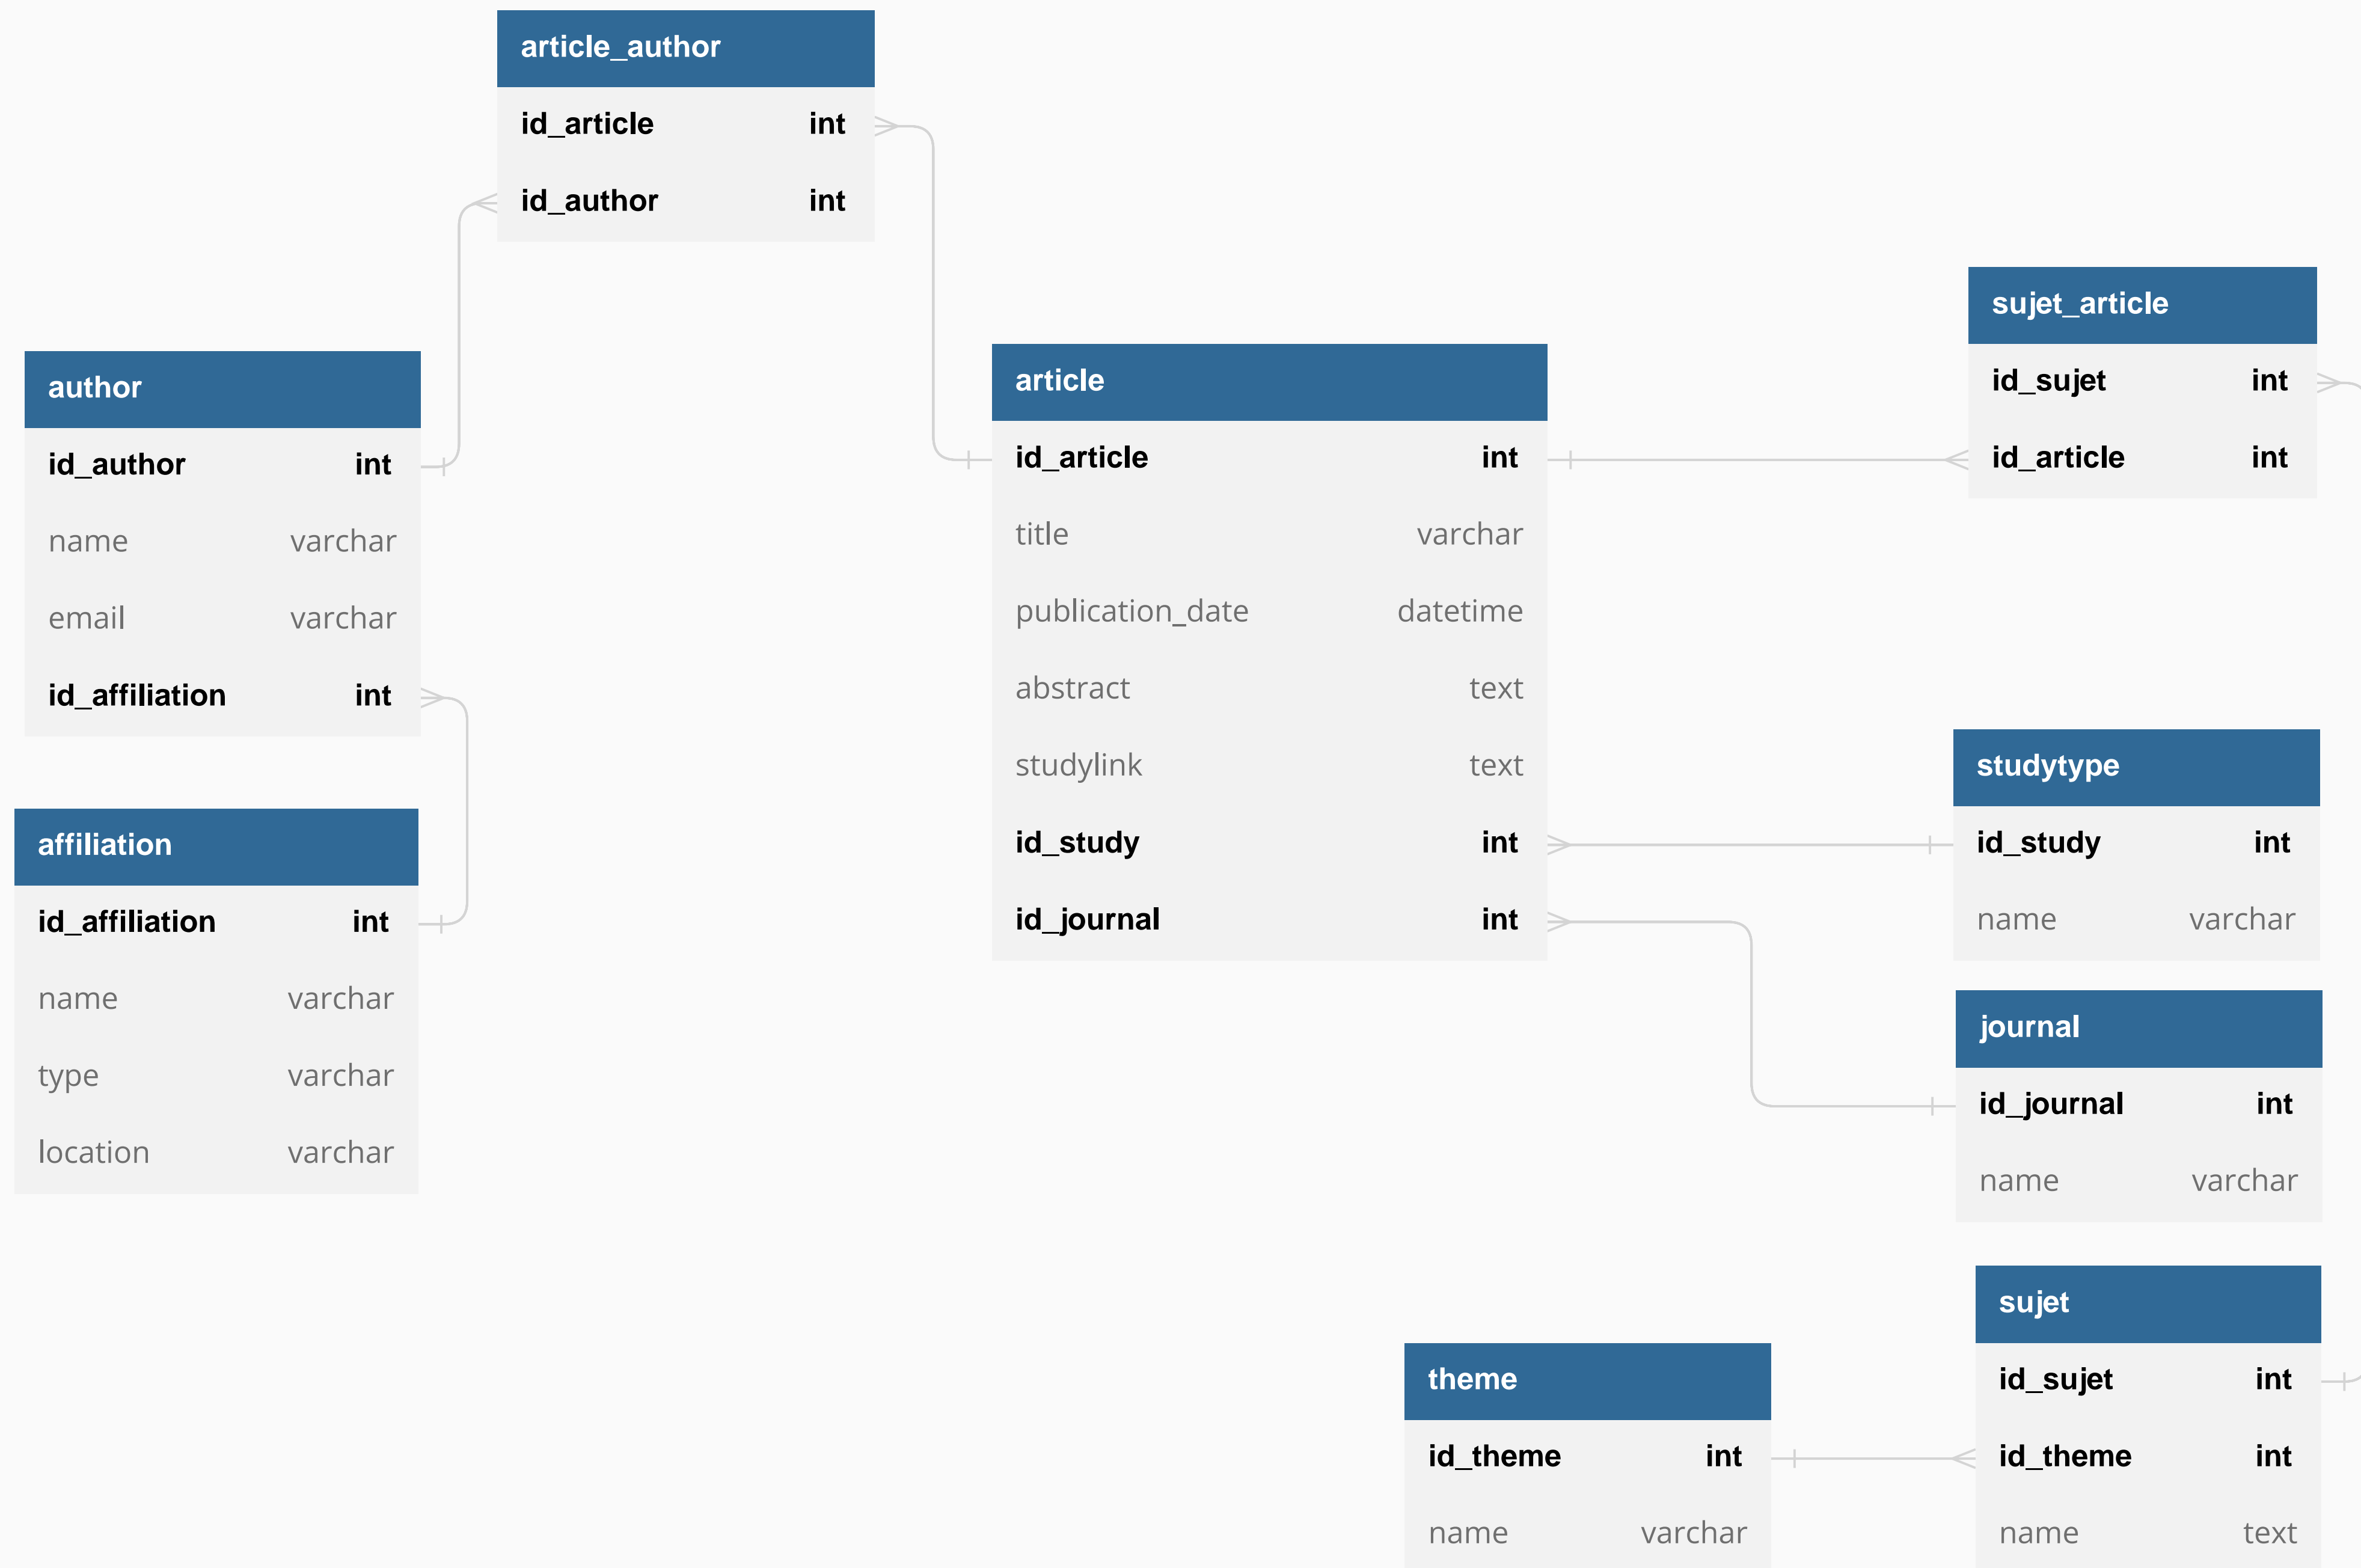 article_author
id_article int
id_author int
author
id_author int
name varchar
email varchar
id_affiliation int
affiliation
id_affiliation int
name varchar
type varchar
location varchar
article
id_article int
title varchar
publication_date datetime
abstract text
studylink text
id_study int
id_journal int
sujet_article
id_sujet int
id_article int
studytype
id_study int
name varchar
journal
id_journal int
name varchar
theme
id_theme int
name varchar
sujet
id_sujet int
id_theme int
name text